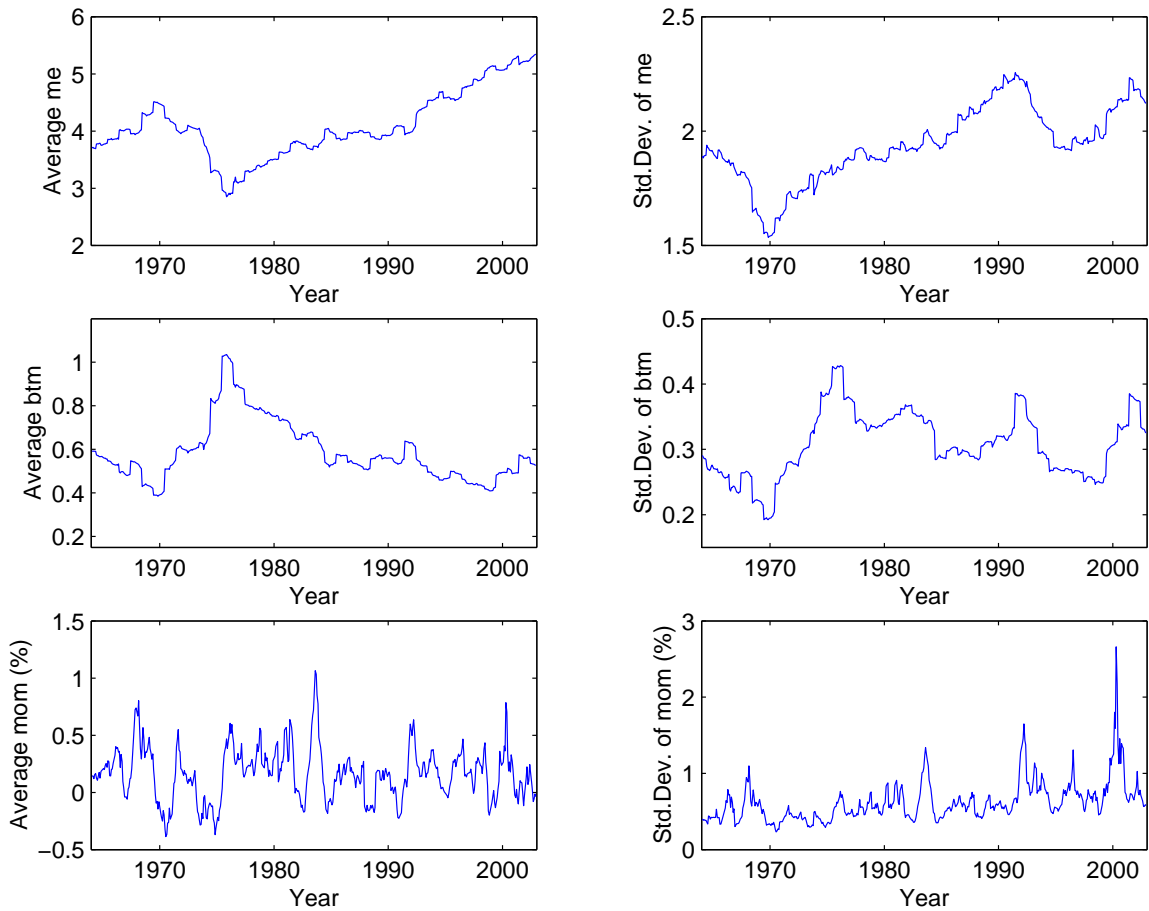 Average me
6
5
4
3
2
1970 1980 1990 2000
Year
Std.Dev. of me
2.5
2
1.5
1970 1980 1990 2000
Year
Average btm
1
0.8
0.6
0.4
0.2
1970 1980 1990 2000
Year
Std.Dev. of btm
0.5
0.4
0.3
0.2
1970 1980 1990 2000
Year
Average mom (%)
1.5
1
0.5
0
−0.5
1970 1980 1990 2000
Year
Std.Dev. of mom (%)
3
2
1
0
1970 1980 1990 2000
Year